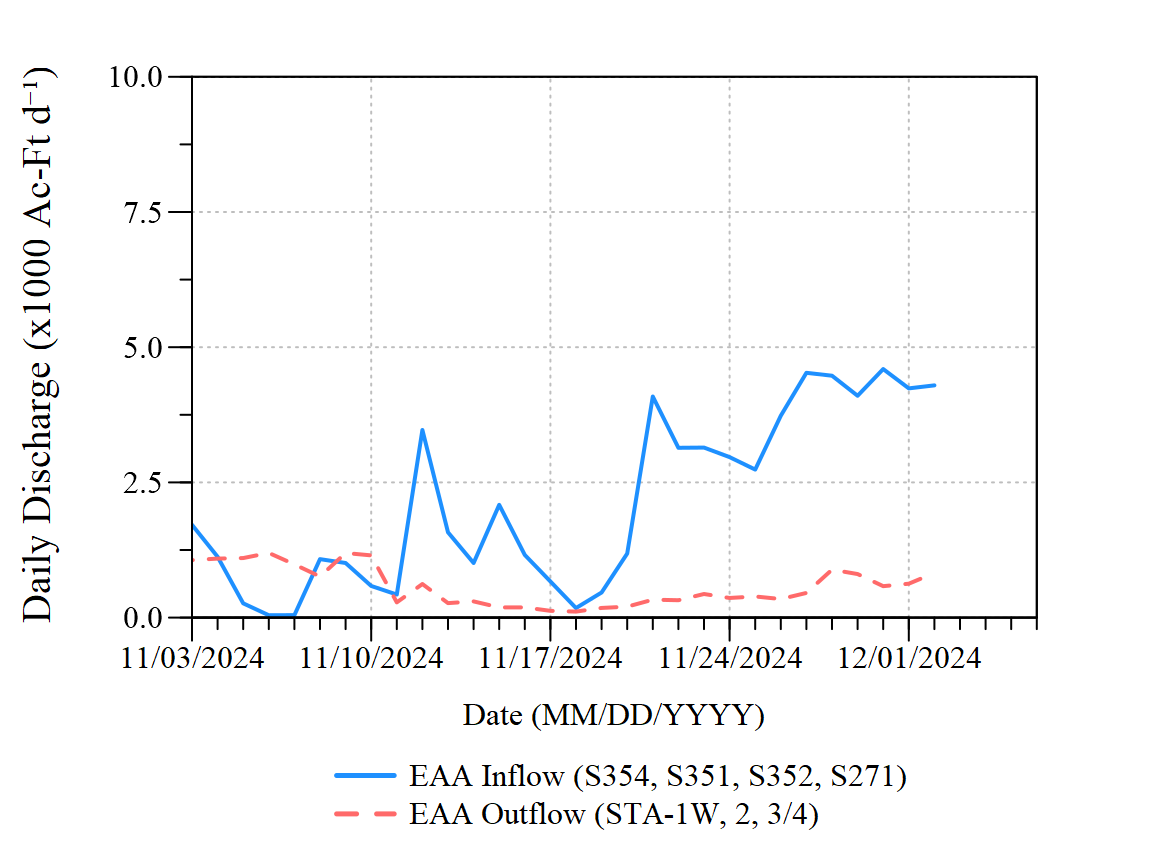 Daily Discharge (x1000 Ac-Ft d⁻¹)
10.0
7.5
5.0
2.5
0.0
11/03/2024 11/10/2024 11/17/2024 11/24/2024 12/01/2024
Date (MM/DD/YYYY)
EAA Inflow (S354, S351, S352, S271)
EAA Outflow (STA-1W, 2, 3/4)